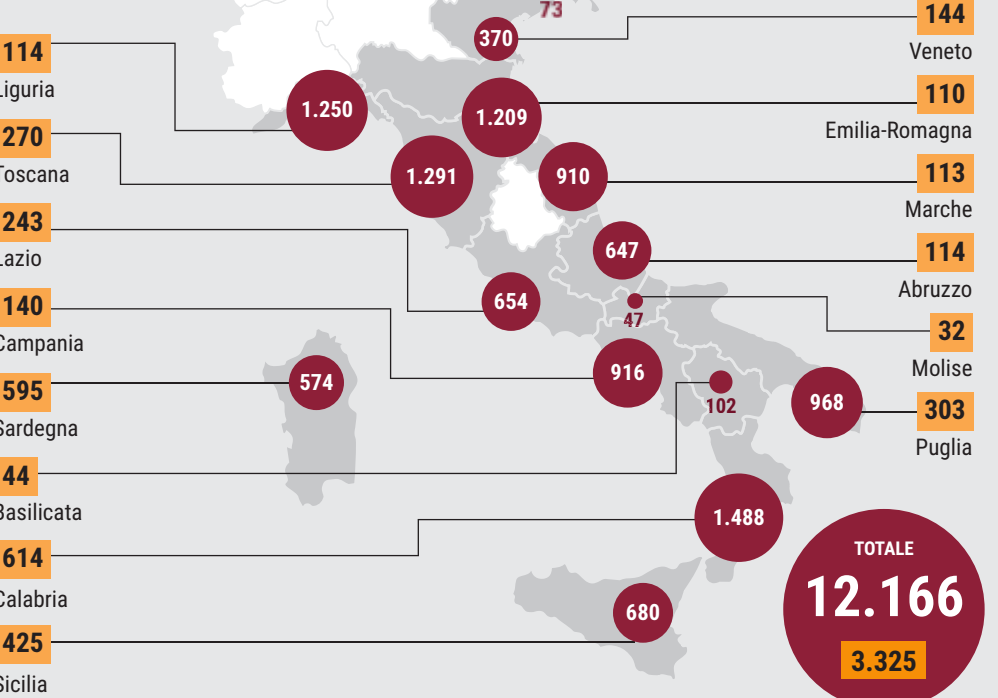 73
144
Veneto
370
114
Liguria
1.250
110
Emilia-Romagna
1.209
270
Toscana
1.291
113
Marche
910
243
Lazio
654
114
Abruzzo
647
140
Campania
916
32
Molise
47
595
Sardegna
574
303
Puglia
968
44
Basilicata
102
614
Calabria
1.488
425
Sicilia
680
TOTALE
12.166
3.325